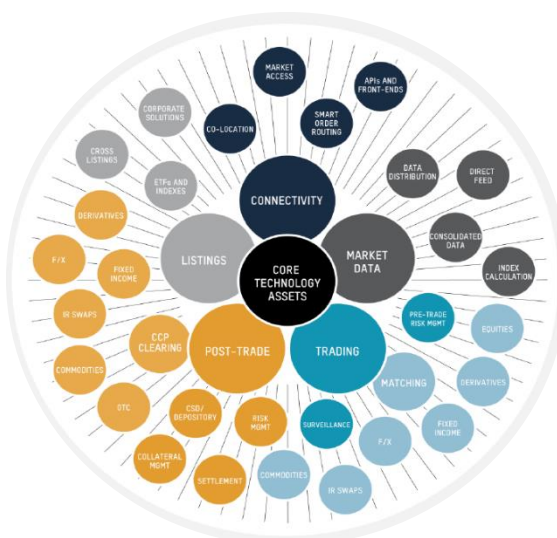 MARKET
ACCESS
APIs AND
FRONT-ENDS
CORPORATE
SOLUTIONS
CO-LOCATION
SMART
ORDER
ROUTING
CROSS
LISTINGS
ETFs AND
INDEXES
DATA
DISTRIBUTION
DIRECT
FEED
CONNECTIVITY
DERIVATIVES
CONSOLIDATED
DATA
F/X
FIXED
INCOME
LISTINGS
CORE
TECHNOLOGY
ASSETS
MARKET
DATA
INDEX
CALCULATION
IR SWAPS
CCP
CLEARING
POST-TRADE
TRADING
PRE-TRADE
RISK MGMT
EQUITIES
COMMODITIES
MATCHING
DERIVATIVES
OTC
CSD/
DEPOSITORY
RISK
MGMT
SURVEILLANCE
F/X
FIXED
INCOME
COLLATERAL
MGMT
SETTLEMENT
COMMODITIES
IR SWAPS